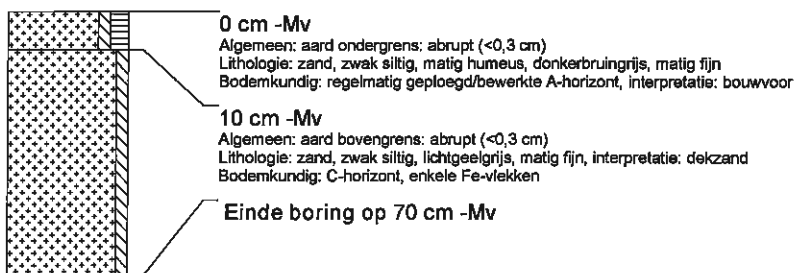 0 cm -Mv
Algemeen: aard ondergrens: abrupt (<0,3 cm)
Lithologie: zand, zwak siltig, matig humeus, donkerbruingrijs, matig fijn
Bodemkundig: regelmatig geploegd/bewerkte A-horizont, interpretatie: bouwvoor
10 cm -Mv
Algemeen: aard bovengrens: abrupt (<0,3 cm)
Lithologie: zand, zwak siltig, lichtgeelgrijs, matig fijn, interpretatie: dekzand
Bodemkundig: C-horizont, enkele Fe-vlekken
Einde boring op 70 cm -Mv